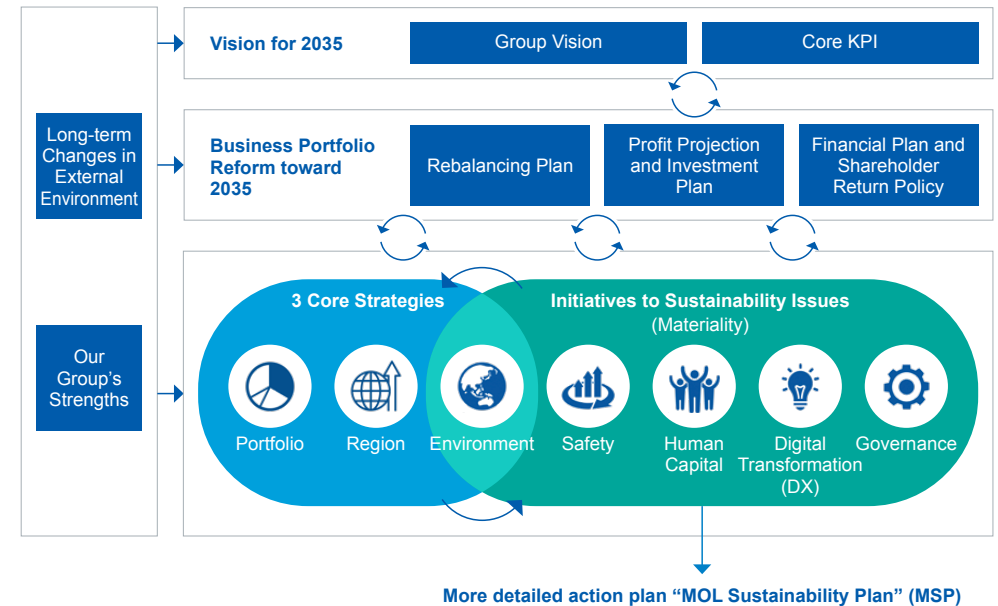 Long-term
Changes in
External
Environment
Our
Group's
Strengths
Vision for 2035
Group Vision
Core KPI
Business Portfolio
Reform toward
2035
Rebalancing Plan
Profit Projection
and Investment
Plan
Financial Plan and
Shareholder
Return Policy
3 Core Strategies
Initiatives to Sustainability Issues
(Materiality)
Portfolio
Region
Environment
Safety
Human
Capital
Digital
Transformation
(DX)
Governance
More detailed action plan “MOL Sustainability Plan” (MSP)